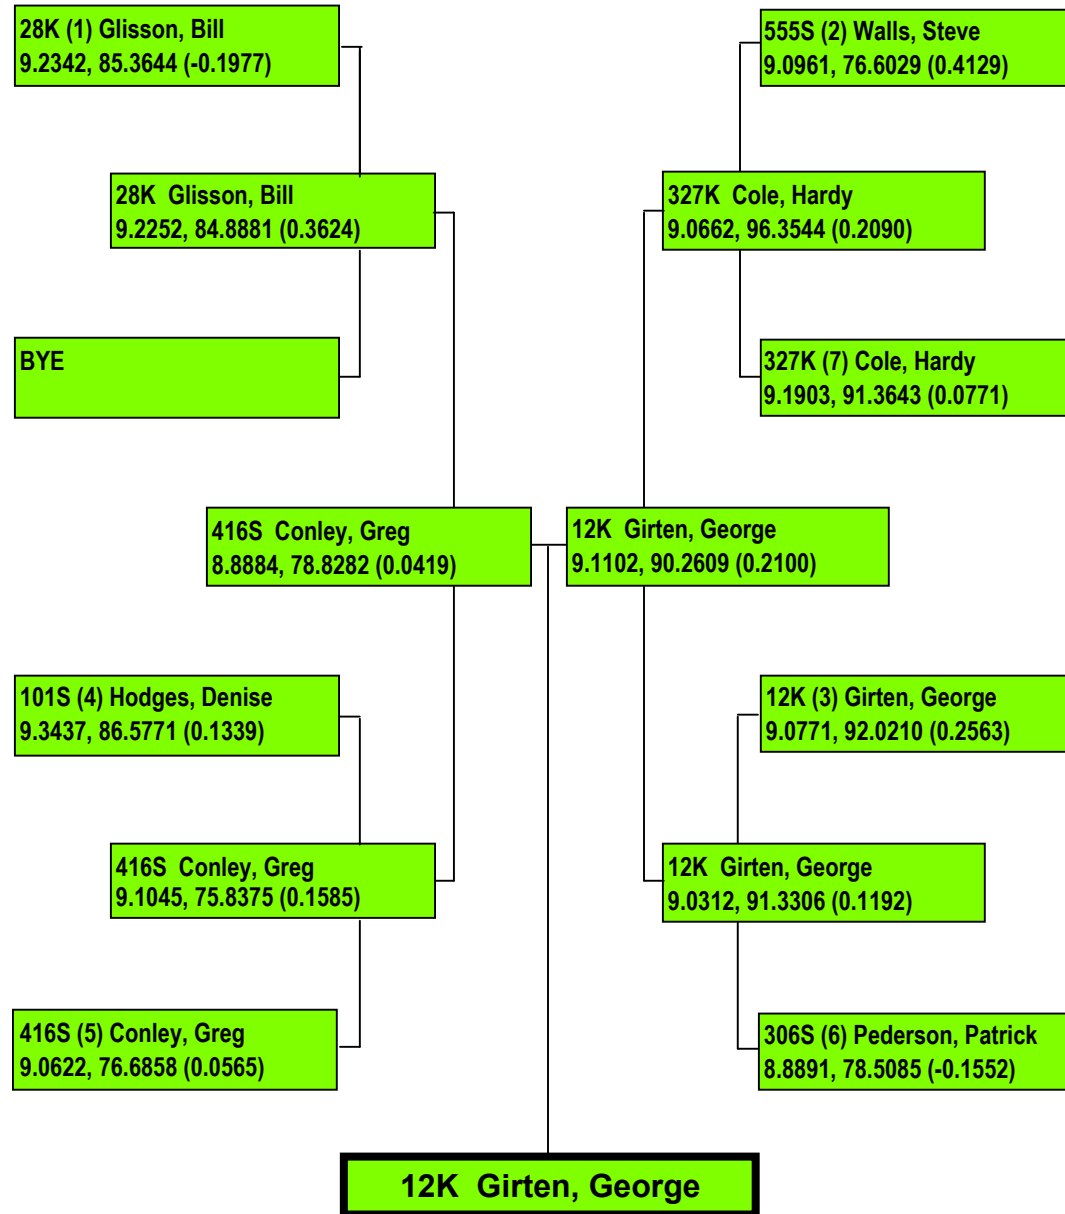 28K (1) Glisson, Bill
9.2342, 85.3644 (-0.1977)
555S (2) Walls, Steve
9.0961, 76.6029 (0.4129)
28K Glisson, Bill
9.2252, 84.8881 (0.3624)
327K Cole, Hardy
9.0662, 96.3544 (0.2090)
BYE
327K (7) Cole, Hardy
9.1903, 91.3643 (0.0771)
416S Conley, Greg
8.8884, 78.8282 (0.0419)
12K Girten, George
9.1102, 90.2609 (0.2100)
101S (4) Hodges, Denise
9.3437, 86.5771 (0.1339)
12K (3) Girten, George
9.0771, 92.0210 (0.2563)
416S Conley, Greg
9.1045, 75.8375 (0.1585)
12K Girten, George
9.0312, 91.3306 (0.1192)
416S (5) Conley, Greg
9.0622, 76.6858 (0.0565)
306S (6) Pederson, Patrick
8.8891, 78.5085 (-0.1552)
12K Girten, George